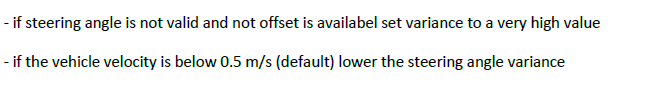 - if steering angle is not valid and not offset is availabel set variance to a very high value
- if the vehicle velocity is below 0.5 m/s (default) lower the steering angle variance